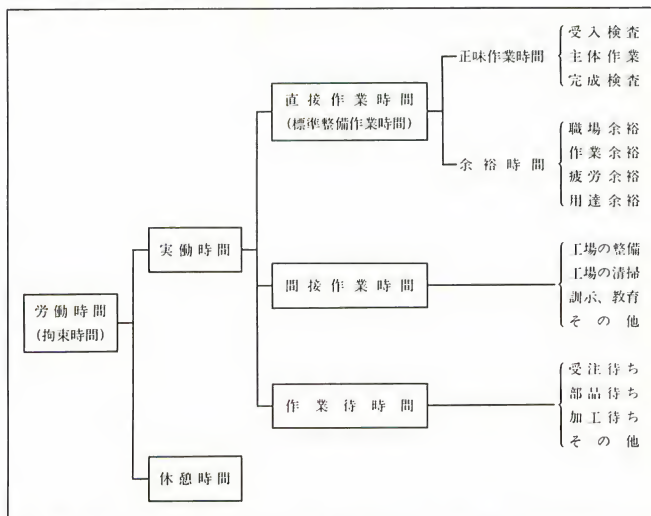 労働時間
(拘束時間)
実働時間
休憩時間
直接作業時間
(標準整備作業時間)
間接作業時間
作業待時間
正味作業時間
受入検査
主体作業
完成検査
余裕時間
職場余裕
作業余裕
疲労余裕
用達余裕
工場の整備
工場の清掃
訓示、教育
その他
受注待ち
部品待ち
加工待ち
その他